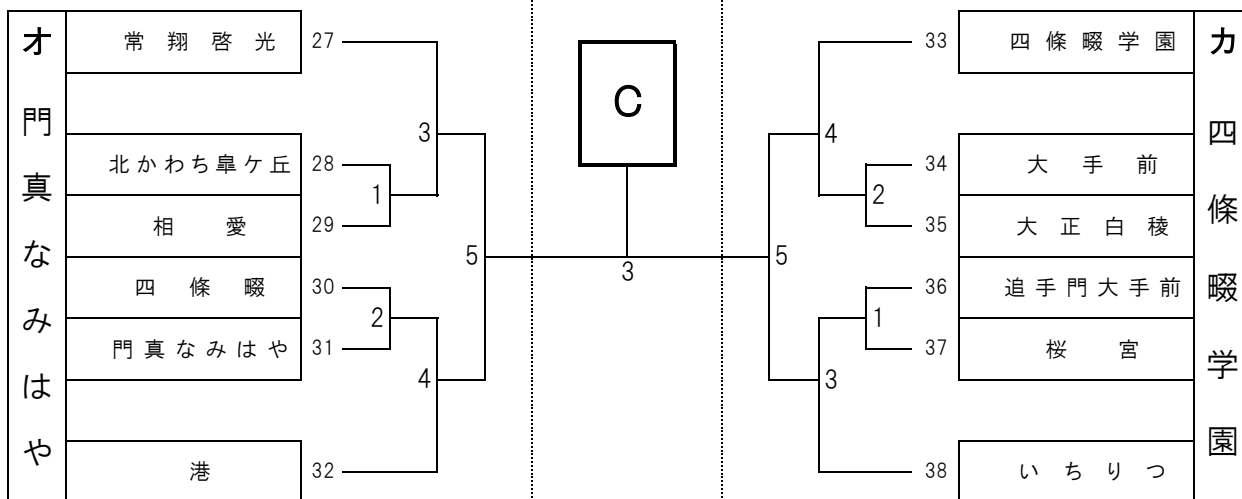 オ 門真なみはや
常翔啓光 27
北かわち皐ケ丘 28
相愛 29
四條畷 30
門真なみはや 31
港 32
3
1
5
2
4
C
3
カ 四條畷学園
33 四條畷学園
34 大手前
35 大正白稜
36 追手門大手前
37 桜宮
38 いちりつ
4
2
5
1
3